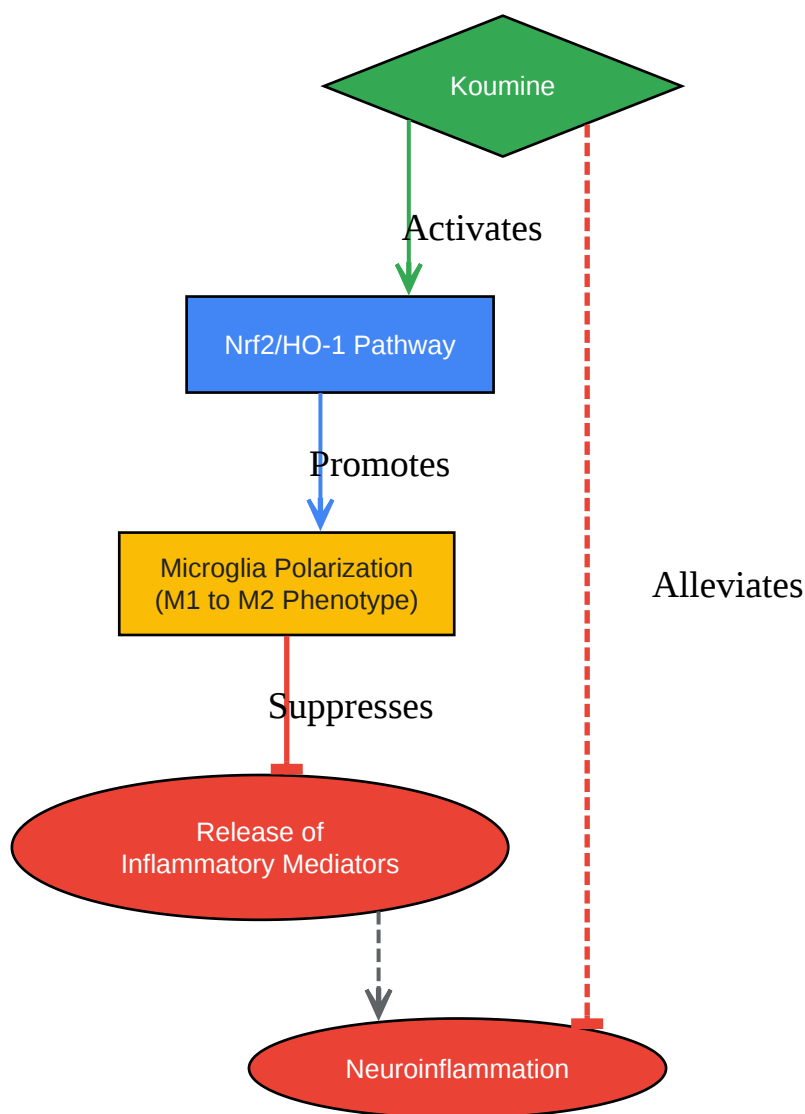 Koumine
Activates
Nrf2/HO-1 Pathway
Promotes
Microglia Polarization
(M1 to M2 Phenotype)
Alleviates
Suppresses
Release of
Inflammatory Mediators
Neuroinflammation